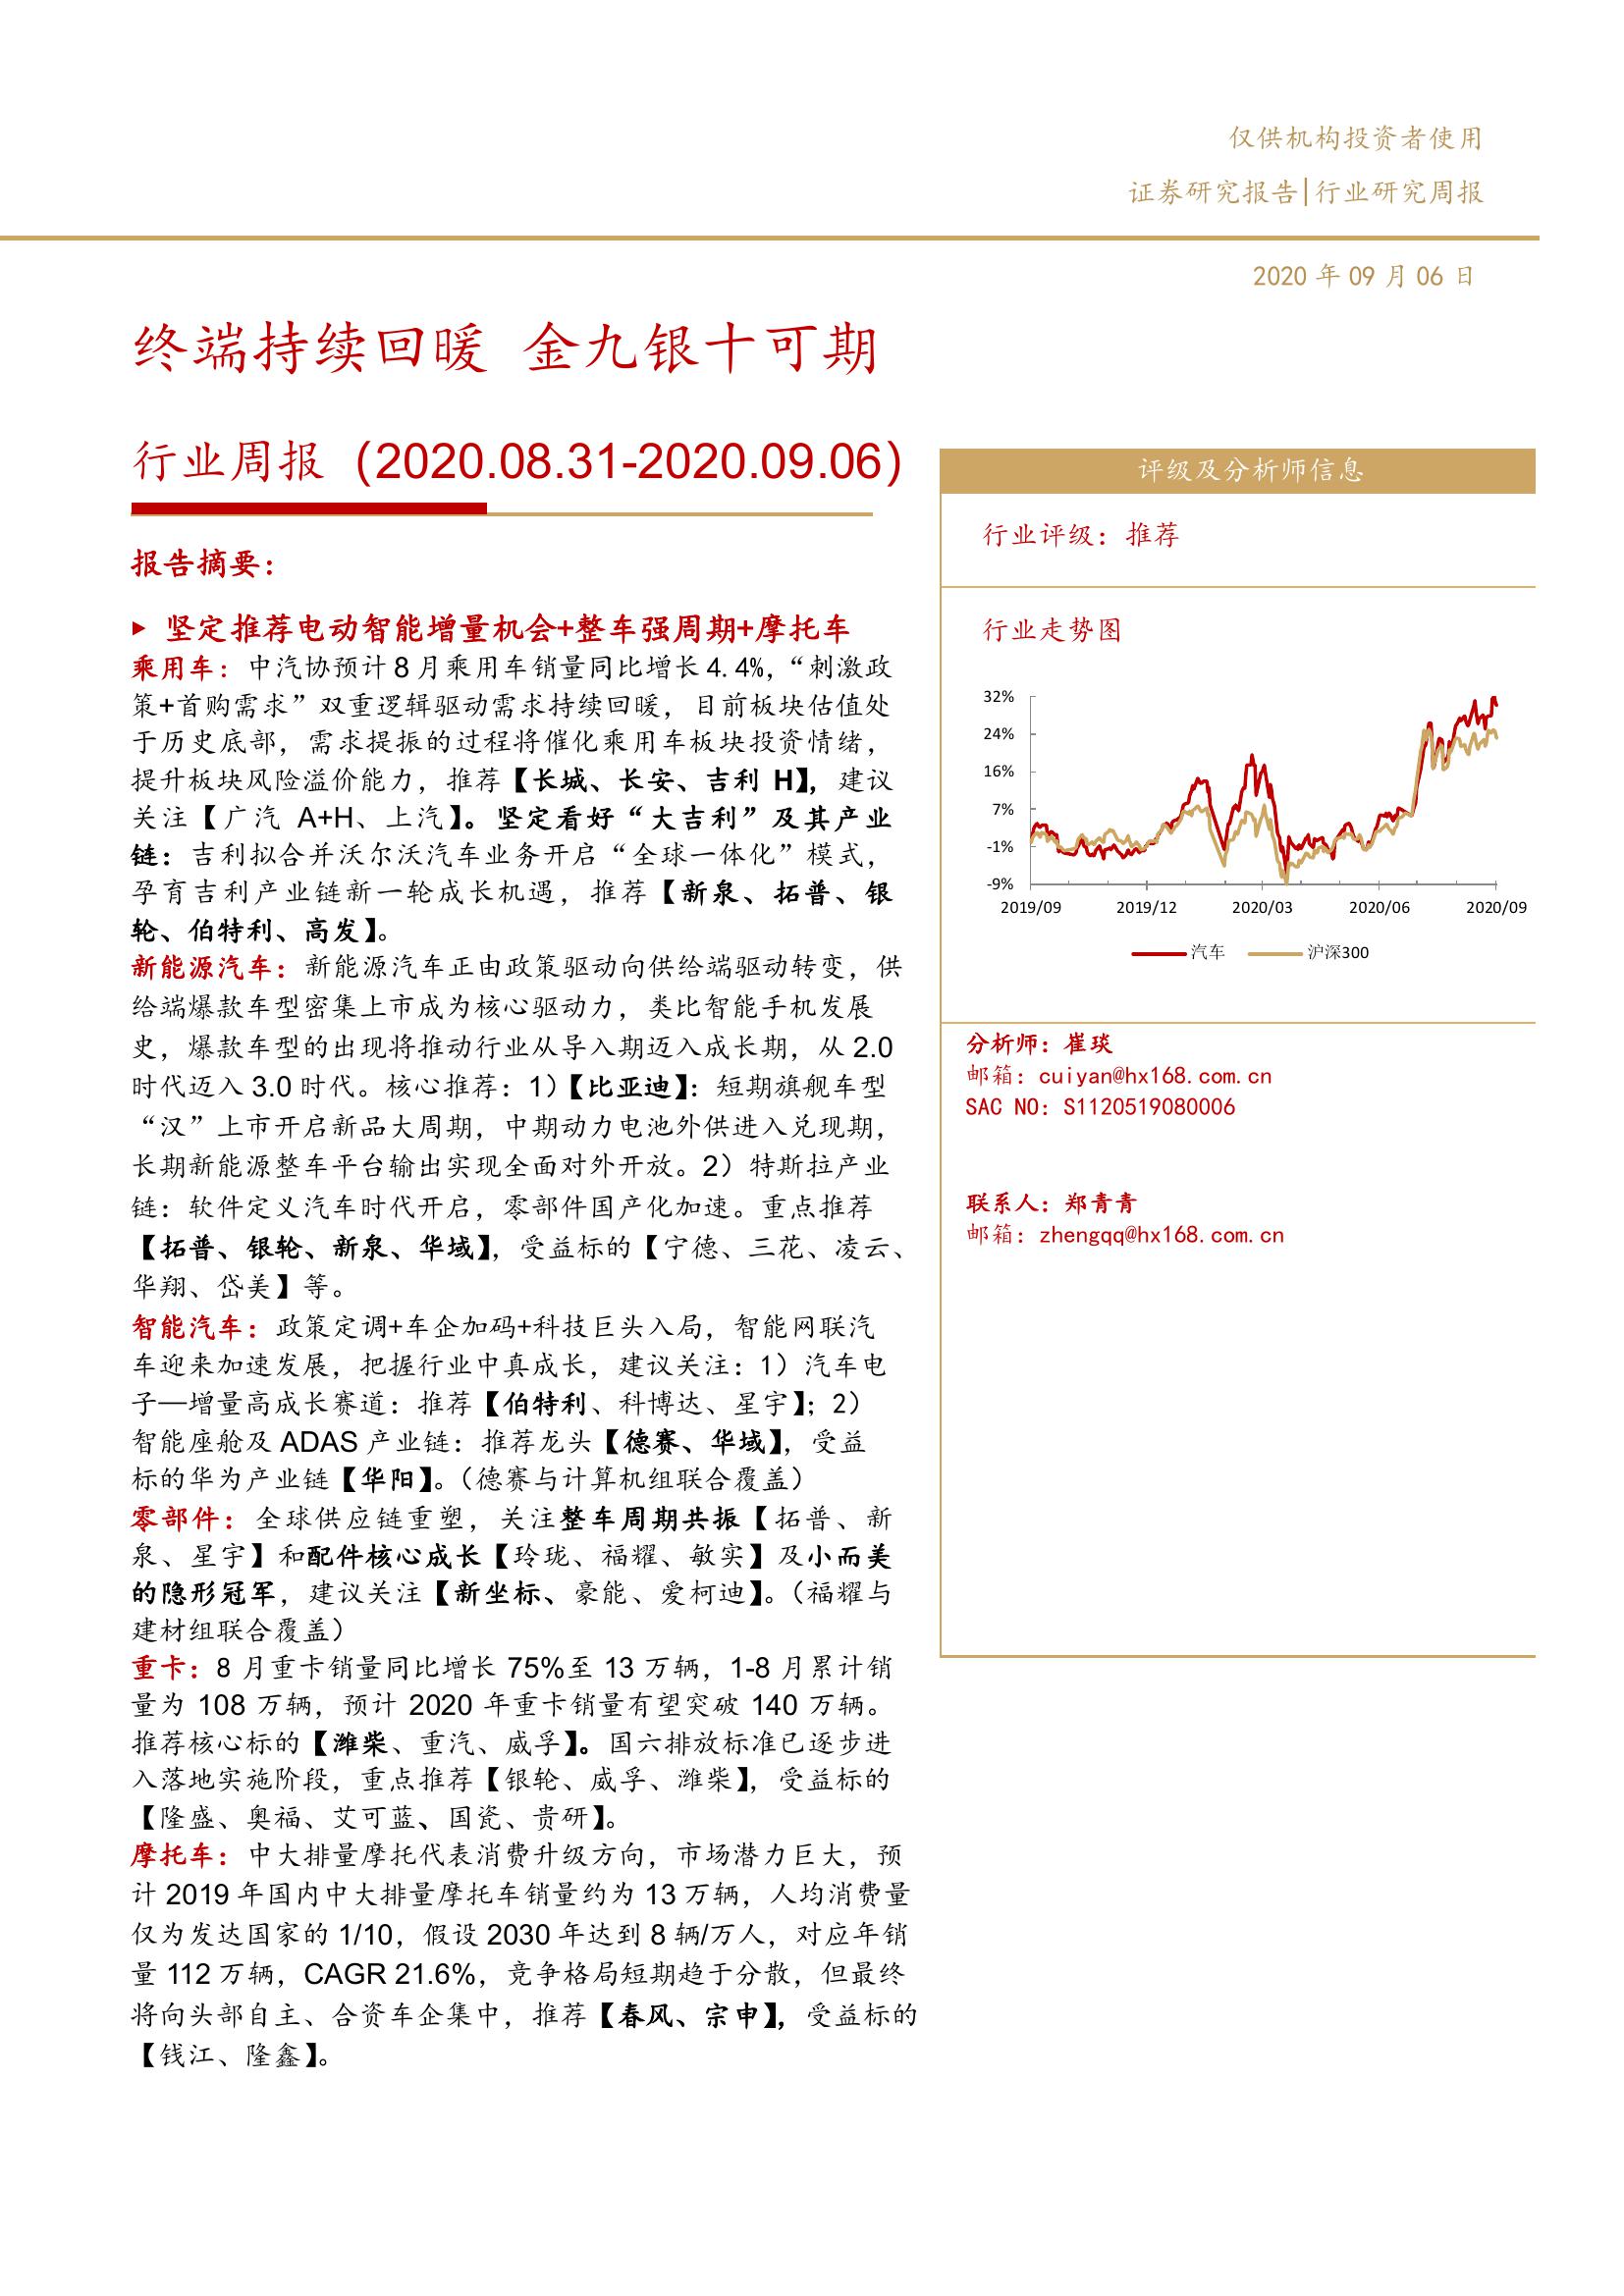 仅供机构投资者使用
证券研究报告|行业研究周报
2020 年 09 月 06 日
终端持续回暖 金九银十可期
行业周报（2020.08.31-2020.09.06）
报告摘要：
▶ 坚定推荐电动智能增量机会+整车强周期+摩托车
乘用车：中汽协预计 8 月乘用车销量同比增长 4.4%，“刺激政
策+首购需求”双重逻辑驱动需求持续回暖，目前板块估值处
于历史底部，需求提振的过程将催化乘用车板块投资情绪，
提升板块风险溢价能力，推荐【长城、长安、吉利 H】，建议
关注【广汽 A+H、上汽】。坚定看好“大吉利”及其产业
链：吉利拟合并沃尔沃汽车业务开启“全球一体化”模式，
孕育吉利产业链新一轮成长机遇，推荐【新泉、拓普、银
轮、伯特利、高发】。
新能源汽车：新能源汽车正由政策驱动向供给端驱动转变，供
给端爆款车型密集上市成为核心驱动力，类比智能手机发展
史，爆款车型的出现将推动行业从导入期迈入成长期，从 2.0
时代迈入 3.0 时代。核心推荐：1）【比亚迪】：短期旗舰车型
“汉”上市开启新品大周期，中期动力电池外供进入兑现期，
长期新能源整车平台输出实现全面对外开放。2）特斯拉产业
链：软件定义汽车时代开启，零部件国产化加速。重点推荐
【拓普、银轮、新泉、华域】，受益标的【宁德、三花、凌云、
华翔、岱美】等。
智能汽车：政策定调+车企加码+科技巨头入局，智能网联汽
车迎来加速发展，把握行业中真成长，建议关注：1）汽车电
子—增量高成长赛道：推荐【伯特利、科博达、星宇】；2）
智能座舱及 ADAS 产业链：推荐龙头【德赛、华域】，受益
标的华为产业链【华阳】。（德赛与计算机组联合覆盖）
零部件：全球供应链重塑，关注整车周期共振【拓普、新
泉、星宇】和配件核心成长【玲珑、福耀、敏实】及小而美
的隐形冠军，建议关注【新坐标、豪能、爱柯迪】。（福耀与
建材组联合覆盖）
重卡：8 月重卡销量同比增长 75%至 13 万辆，1-8 月累计销
量为 108 万辆，预计 2020 年重卡销量有望突破 140 万辆。
推荐核心标的【潍柴、重汽、威孚】。国六排放标准已逐步进
入落地实施阶段，重点推荐【银轮、威孚、潍柴】，受益标的
【隆盛、奥福、艾可蓝、国瓷、贵研】。
摩托车：中大排量摩托代表消费升级方向，市场潜力巨大，预
计 2019 年国内中大排量摩托车销量约为 13 万辆，人均消费量
仅为发达国家的 1/10，假设 2030 年达到 8 辆/万人，对应年销
量 112 万辆，CAGR 21.6%，竞争格局短期趋于分散，但最终
将向头部自主、合资车企集中，推荐【春风、宗申】，受益标的
【钱江、隆鑫】。
评级及分析师信息
行业评级：推荐
行业走势图
32%
24%
16%
7%
-1%
-9%
2019/09 2019/12 2020/03 2020/06 2020/09
汽车 沪深300
分析师：崔琰
邮箱：cuiyan@hx168.com.cn
SAC NO：S1120519080006
联系人：郑青青
邮箱：zhengqq@hx168.com.cn